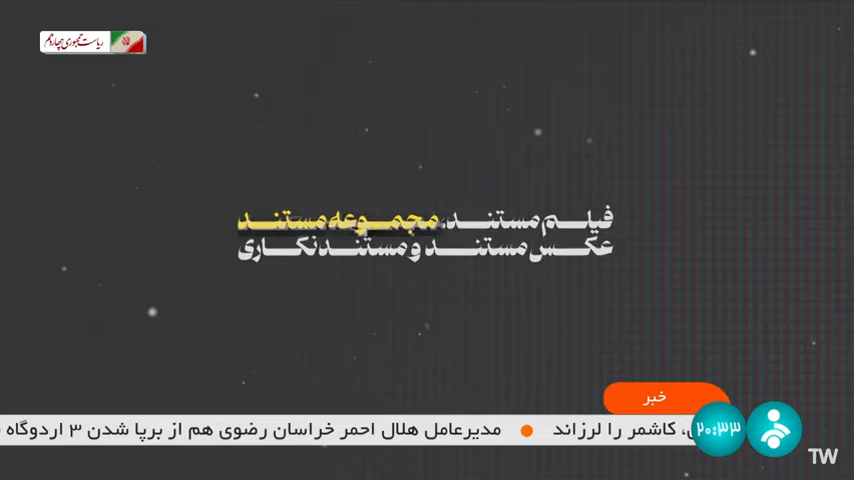 ریاست جمهوری چهاردهم
فیلم مستند، مجموعه مستند
عکس مستند و مستندنگاری
خبر
، کاشمر را لرزاند ● مدیرعامل هلال احمر خراسان رضوی هم از برپا شدن ۳ اردوگاه
۲۰:۳۳
TW